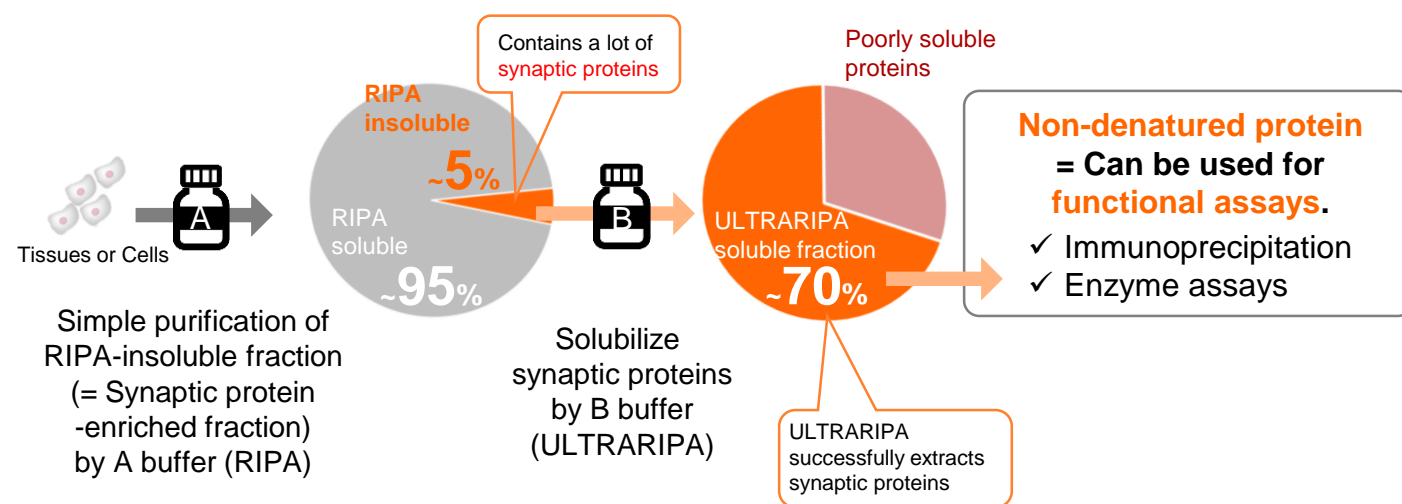 Tissues or Cells
A
Simple purification of
RIPA-insoluble fraction
(= Synaptic protein
-enriched fraction)
by A buffer (RIPA)
Contains a lot of
synaptic proteins
RIPA
insoluble
~5%
RIPA
soluble
~95%
B
Solubilize
synaptic proteins
by B buffer
(ULTRARIPA)
Poorly soluble
proteins
ULTRARIPA
soluble fraction
~70%
ULTRARIPA
successfully extracts
synaptic proteins
Non-denatured protein
= Can be used for
functional assays.
✓ Immunoprecipitation
✓ Enzyme assays